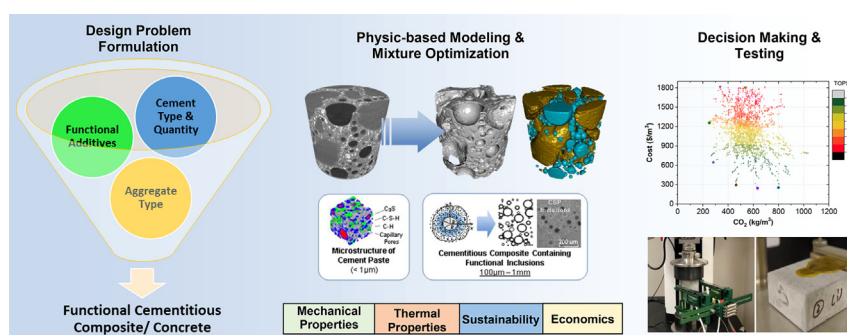 Design Problem
Formulation
Functional
Additives
Cement
Type &
Quantity
Aggregate
Type
Functional Cementitious
Composite/ Concrete
Physic-based Modeling &
Mixture Optimization
C₃S
C-S-H
C-H
Capillary
Pores
Microstructure of
Cement Paste
(< 1µm)
200 um
Cementitious Composite Containing
Functional Inclusions
100µm – 1mm
Mechanical
Properties
Thermal
Properties
Sustainability
Economics
Decision Making &
Testing
TOPS
Cost ($/m³)
1800
1500
1200
900
600
300
0
0 200 400 600 800 1000 1200
CO₂ (kg/m³)